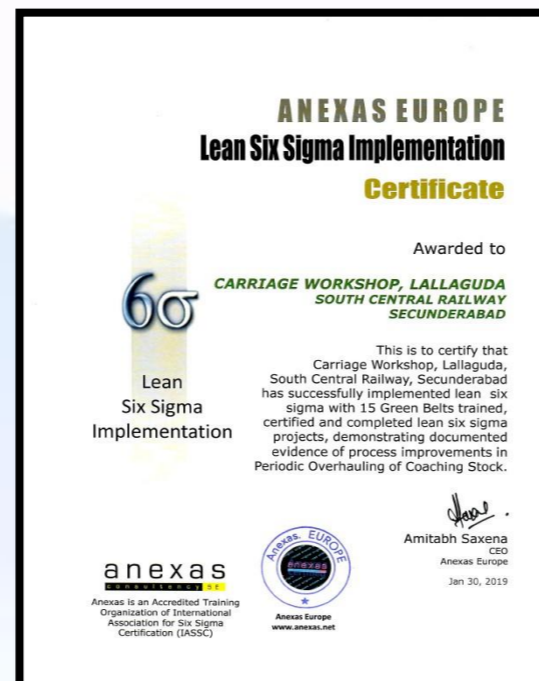 ANEXAS EUROPE
Lean Six Sigma Implementation
Certificate
Awarded to
CARRIAGE WORKSHOP, LALLAGUDA
SOUTH CENTRAL RAILWAY
SECUNDERABAD
6σ
Lean
Six Sigma
Implementation
This is to certify that
Carriage Workshop, Lallaguda,
South Central Railway, Secunderabad
has successfully implemented lean six
sigma with 15 Green Belts trained,
certified and completed lean six sigma
projects, demonstrating documented
evidence of process improvements in
Periodic Overhauling of Coaching Stock.
Amitabh Saxena
CEO
Anexas Europe
Jan 30, 2019
anexas
consultancy
Anexas is an Accredited Training
Organization of International
Association for Six Sigma
Certification (IASSC)
Anexas. EUROPE
anexas
Anexas Europe
www.anexas.net